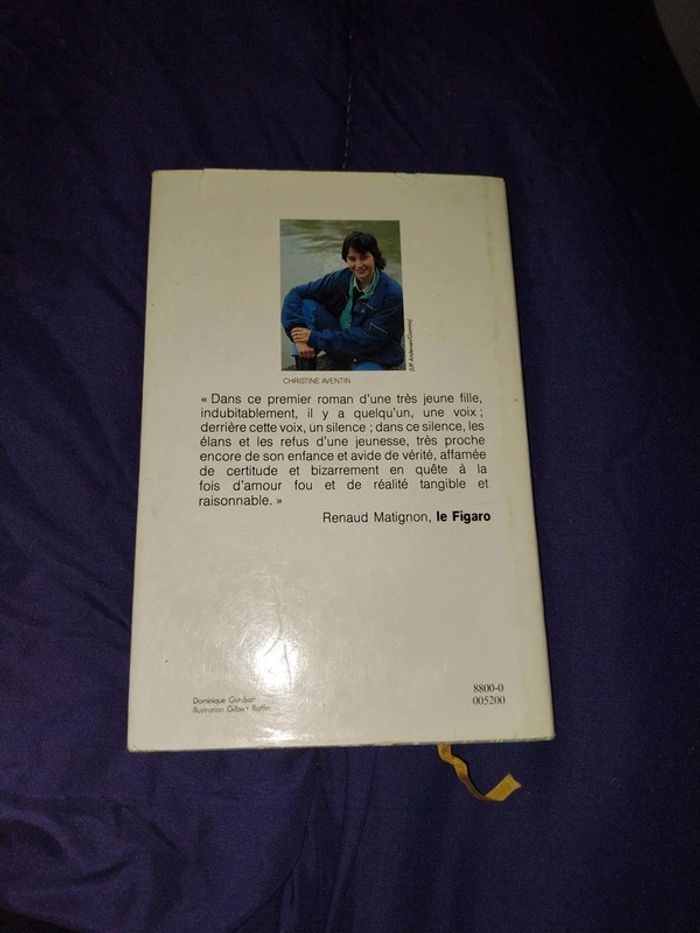 (Ulf Andersen/Gamma)
CHRISTINE AVENTIN
« Dans ce premier roman d'une très jeune fille,
indubitablement, il y a quelqu'un, une voix ;
derrière cette voix, un silence ; dans ce silence, les
élans et les refus d'une jeunesse, très proche
encore de son enfance et avide de vérité, affamée
de certitude et bizarrement en quête à la
fois d'amour fou et de réalité tangible et
raisonnable. »
Renaud Matignon, le Figaro
Dominique Gurdjian
Illustration Gilbert Raffin
8800-0
005200